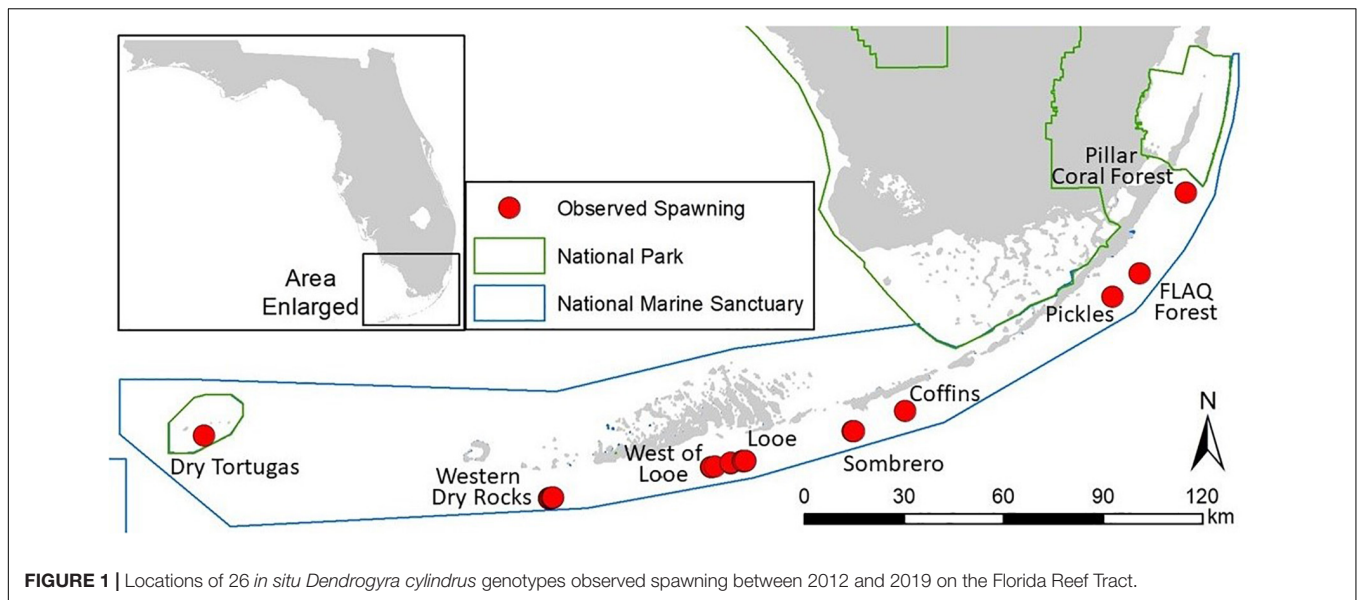 Observed Spawning
National Park
National Marine Sanctuary
Area
Enlarged
Pillar
Coral Forest
FLAQ
Forest
Pickles
Coffins
Sombrero
Looe
West of
Looe
Western
Dry Rocks
Dry Tortugas
N
0 30 60 90 120
km
FIGURE 1 | Locations of 26 in situ Dendrogyra cylindrus genotypes observed spawning between 2012 and 2019 on the Florida Reef Tract.